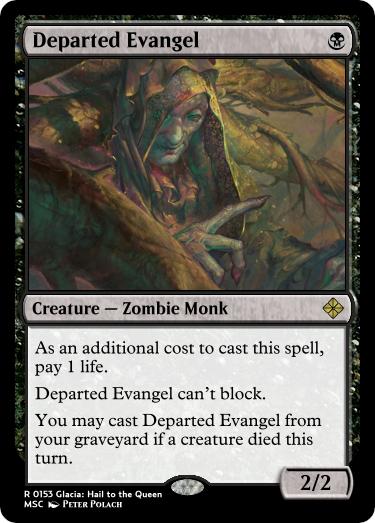 Departed Evangel
Creature — Zombie Monk
As an additional cost to cast this spell,
pay 1 life.
Departed Evangel can't block.
You may cast Departed Evangel from
your graveyard if a creature died this
turn.
2/2
R 0153 Glacia: Hail to the Queen
MSC Peter Polach